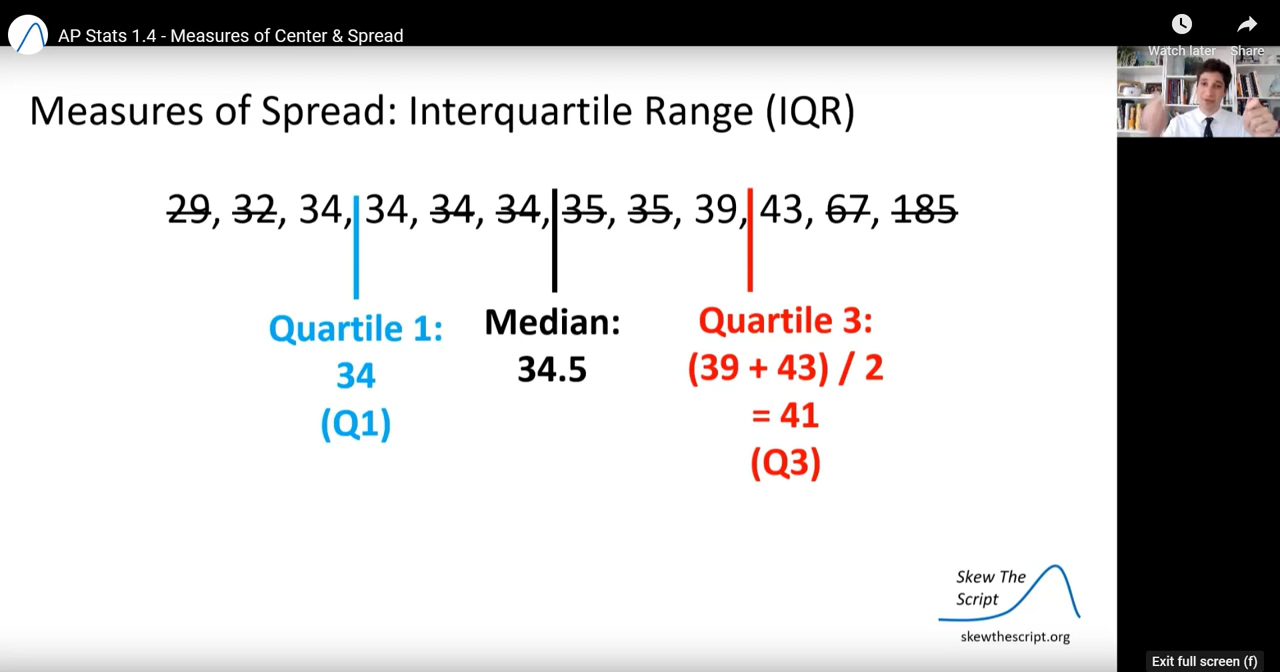 AP Stats 1.4 - Measures of Center & Spread
Watch later
Share
Measures of Spread: Interquartile Range (IQR)
29, 32, 34, 34, 34, 34, 35, 35, 39, 43, 67, 185
Quartile 1:
34
(Q1)
Median:
34.5
Quartile 3:
(39 + 43) / 2
= 41
(Q3)
Skew The
Script
skewthescript.org
Exit full screen (f)